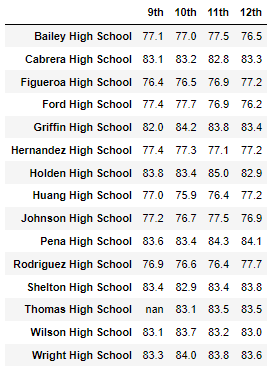 9th 10th 11th 12th
Bailey High School 77.1 77.0 77.5 76.5
Cabrera High School 83.1 83.2 82.8 83.3
Figueroa High School 76.4 76.5 76.9 77.2
Ford High School 77.4 77.7 76.9 76.2
Griffin High School 82.0 84.2 83.8 83.4
Hernandez High School 77.4 77.3 77.1 77.2
Holden High School 83.8 83.4 85.0 82.9
Huang High School 77.0 75.9 76.4 77.2
Johnson High School 77.2 76.7 77.5 76.9
Pena High School 83.6 83.4 84.3 84.1
Rodriguez High School 76.9 76.6 76.4 77.7
Shelton High School 83.4 82.9 83.4 83.8
Thomas High School nan 83.1 83.5 83.5
Wilson High School 83.1 83.7 83.2 83.0
Wright High School 83.3 84.0 83.8 83.6